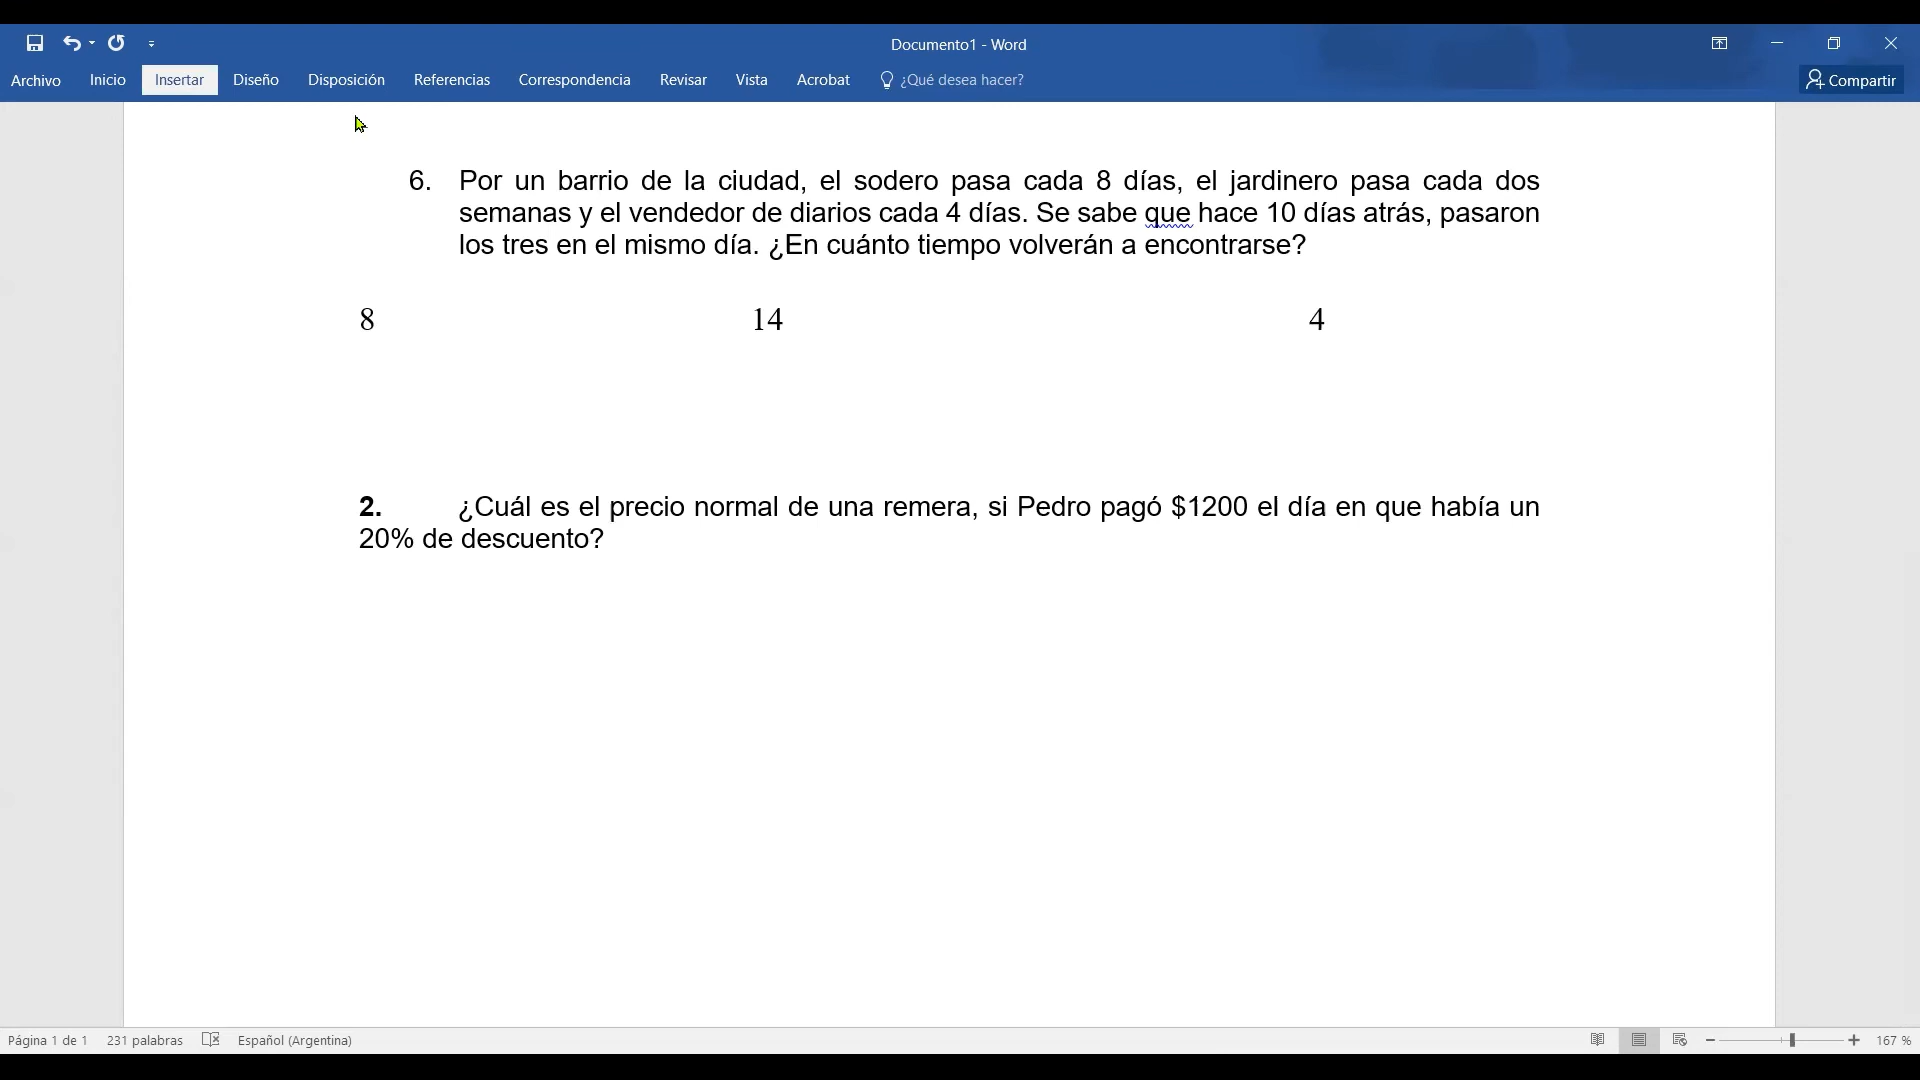 Documento1 - Word
Archivo Inicio Insertar Diseño Disposición Referencias Correspondencia Revisar Vista Acrobat ¿Qué desea hacer? Compartir
6. Por un barrio de la ciudad, el sodero pasa cada 8 días, el jardinero pasa cada dos
semanas y el vendedor de diarios cada 4 días. Se sabe que hace 10 días atrás, pasaron
los tres en el mismo día. ¿En cuánto tiempo volverán a encontrarse?
8 14 4
2. ¿Cuál es el precio normal de una remera, si Pedro pagó $1200 el día en que había un
20% de descuento?
Página 1 de 1 231 palabras Español (Argentina) 167 %